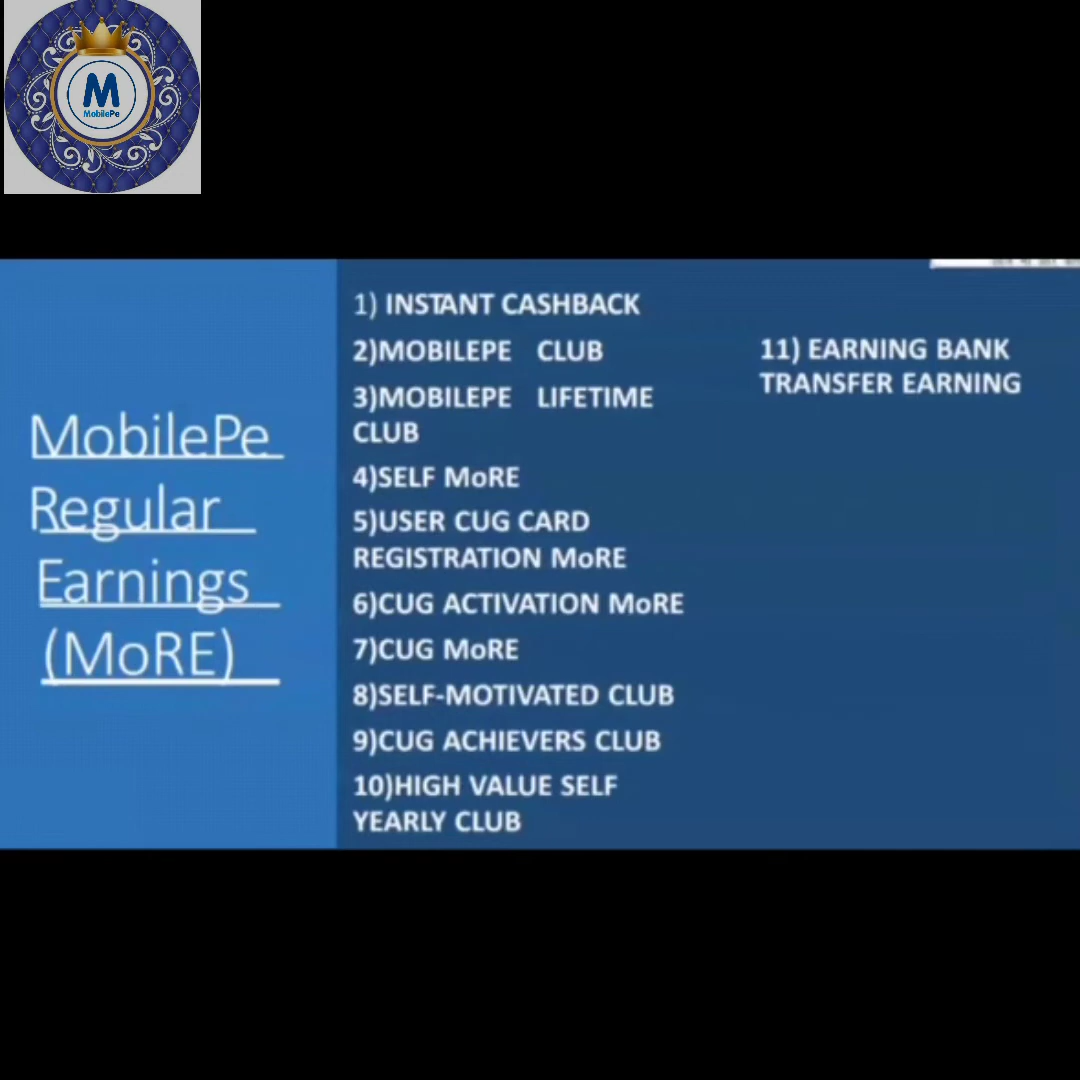 M
MobilePe
MobilePe
Regular
Earnings
(MoRE)
1) INSTANT CASHBACK
2)MOBILEPE CLUB
3)MOBILEPE LIFETIME
CLUB
4)SELF MoRE
5)USER CUG CARD
REGISTRATION MoRE
6)CUG ACTIVATION MoRE
7)CUG MoRE
8)SELF-MOTIVATED CLUB
9)CUG ACHIEVERS CLUB
10)HIGH VALUE SELF
YEARLY CLUB
11) EARNING BANK
TRANSFER EARNING